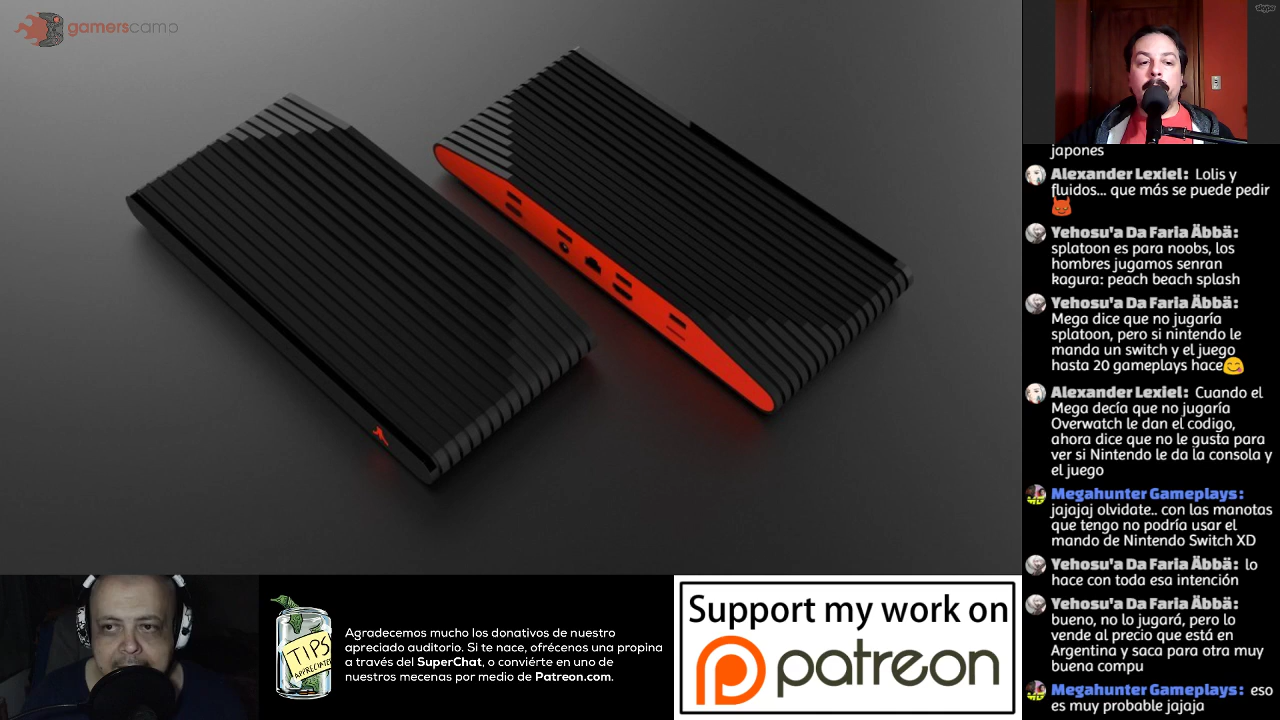 gamerscamp
skype
japones
Alexander Lexiel: Lolis y
fluidos... que más se puede pedir
Yehosu'a Da Faria Äbbä:
splatoon es para noobs, los
hombres jugamos senran
kagura: peach beach splash
Yehosu'a Da Faria Äbbä:
Mega dice que no jugaría
splatoon, pero si nintendo le
manda un switch y el juego
hasta 20 gameplays hace
Alexander Lexiel: Cuando el
Mega decía que no jugaría
Overwatch le dan el codigo,
ahora dice que no le gusta para
ver si Nintendo le da la consola y
el juego
Megahunter Gameplays:
jajajaj olvidate.. con las manotas
que tengo no podría usar el
mando de Nintendo Switch XD
Yehosu'a Da Faria Äbbä: lo
hace con toda esa intención
Yehosu'a Da Faria Äbbä:
bueno, no lo jugará, pero lo
vende al precio que está en
Argentina y saca para otra muy
buena compu
Megahunter Gameplays: eso
es muy probable jajaja
TIPS
APPRECIATED
Agradecemos mucho los donativos de nuestro
apreciado auditorio. Si te nace, ofrécenos una propina
a través del SuperChat, o conviérte en uno de
nuestros mecenas por medio de Patreon.com.
Support my work on
patreon